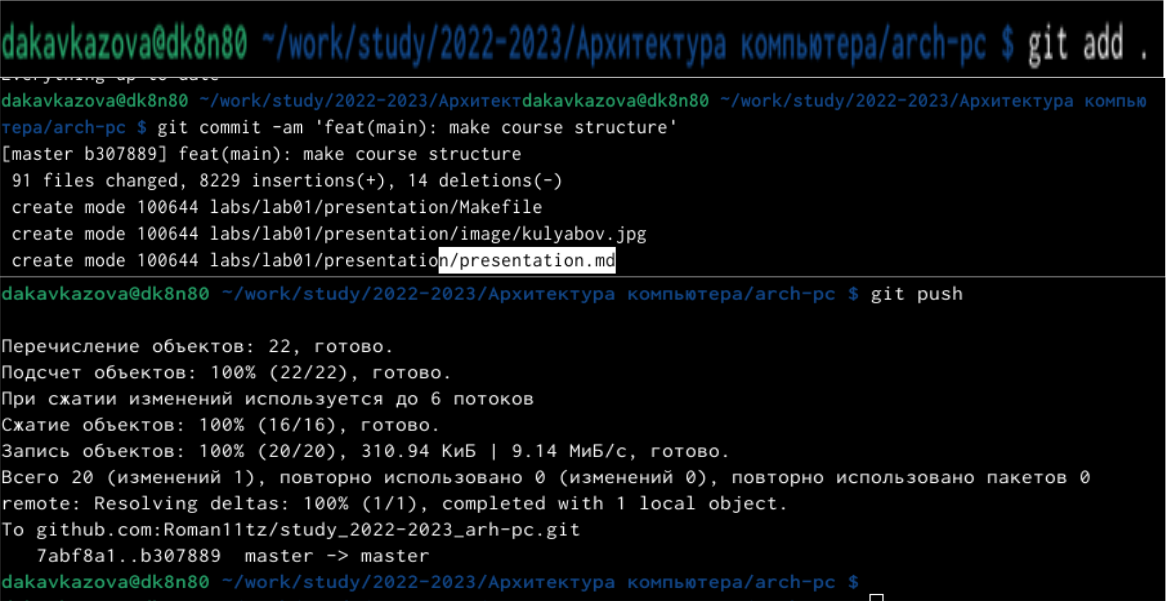 dakavkazova@dk8n80 ~/work/study/2022-2023/Архитектура компьютера/arch-pc $ git add .
Everything up-to-date
dakavkazova@dk8n80 ~/work/study/2022-2023/Архитектdakavkazova@dk8n80 ~/work/study/2022-2023/Архитектура компью
тера/arch-pc $ git commit -am 'feat(main): make course structure'
[master b307889] feat(main): make course structure
 91 files changed, 8229 insertions(+), 14 deletions(-)
 create mode 100644 labs/lab01/presentation/Makefile
 create mode 100644 labs/lab01/presentation/image/kulyabov.jpg
 create mode 100644 labs/lab01/presentation/presentation.md
dakavkazova@dk8n80 ~/work/study/2022-2023/Архитектура компьютера/arch-pc $ git push
Перечисление объектов: 22, готово.
Подсчет объектов: 100% (22/22), готово.
При сжатии изменений используется до 6 потоков
Сжатие объектов: 100% (16/16), готово.
Запись объектов: 100% (20/20), 310.94 КиБ | 9.14 МиБ/с, готово.
Всего 20 (изменений 1), повторно использовано 0 (изменений 0), повторно использовано пакетов 0
remote: Resolving deltas: 100% (1/1), completed with 1 local object.
To github.com:Roman11tz/study_2022-2023_arh-pc.git
   7abf8a1..b307889  master -> master
dakavkazova@dk8n80 ~/work/study/2022-2023/Архитектура компьютера/arch-pc $